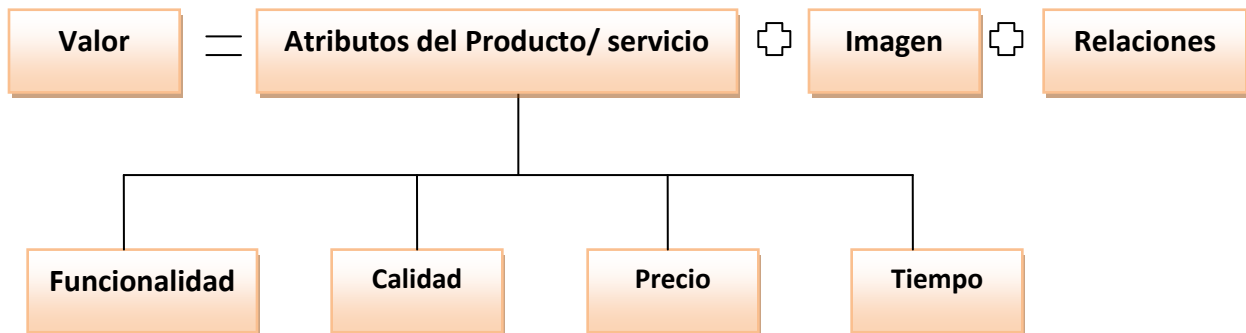 Valor = Atributos del Producto/ servicio + Imagen + Relaciones
Funcionalidad Calidad Precio Tiempo